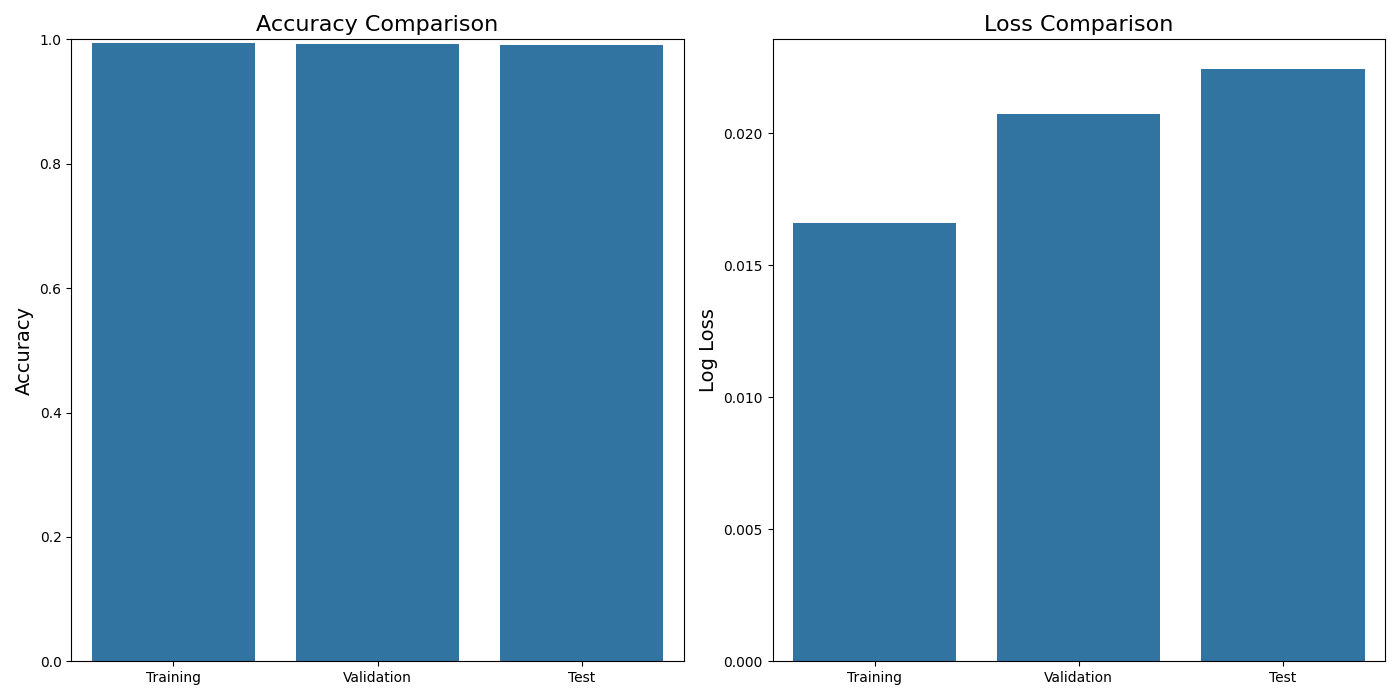 Accuracy Comparison
Accuracy
1.0
0.8
0.6
0.4
0.2
0.0
Training
Validation
Test
Loss Comparison
Log Loss
0.020
0.015
0.010
0.005
0.000
Training
Validation
Test